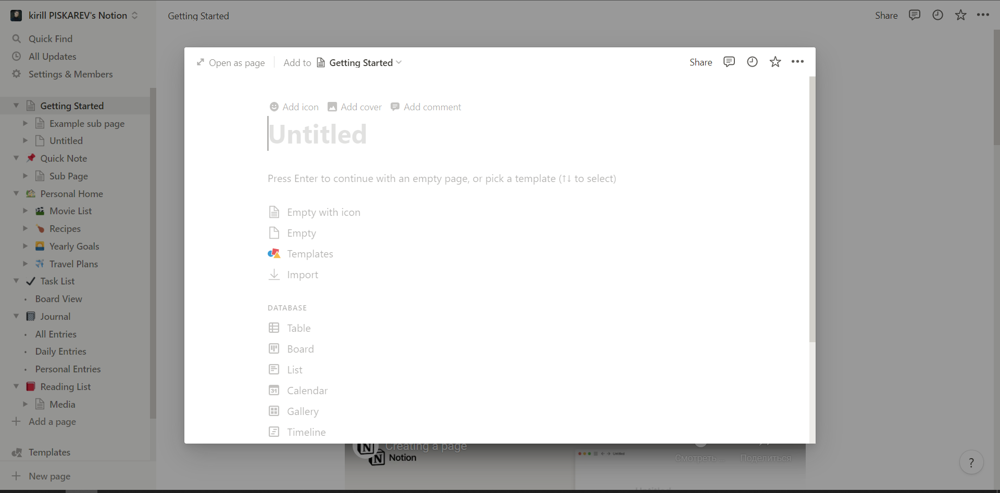 kirill PISKAREV's Notion
Quick Find
All Updates
Settings & Members
Getting Started
Example sub page
Untitled
Quick Note
Sub Page
Personal Home
Movie List
Recipes
Yearly Goals
Travel Plans
Task List
Board View
Journal
All Entries
Daily Entries
Personal Entries
Reading List
Media
Add a page
Templates
New page
Getting Started
Share
Open as page
Add to Getting Started
Share
Add icon Add cover Add comment
Untitled
Press Enter to continue with an empty page, or pick a template (↑↓ to select)
Empty with icon
Empty
Templates
Import
DATABASE
Table
Board
List
31 Calendar
Gallery
Timeline
Creating a page
Notion
Untitled
Смотреть ...
Поделиться
Untitled
?